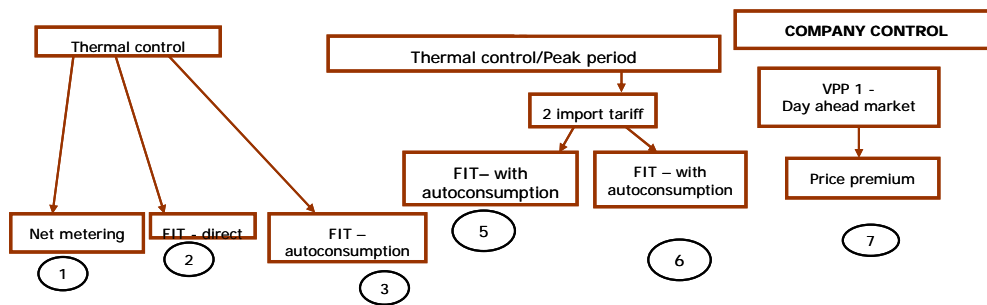 Thermal control
Thermal control/Peak period
COMPANY CONTROL
2 import tariff
VPP 1 -
Day ahead market
FIT– with
autoconsumption
FIT – with
autoconsumption
Price premium
Net metering
FIT - direct
FIT –
autoconsumption
1
2
3
5
6
7